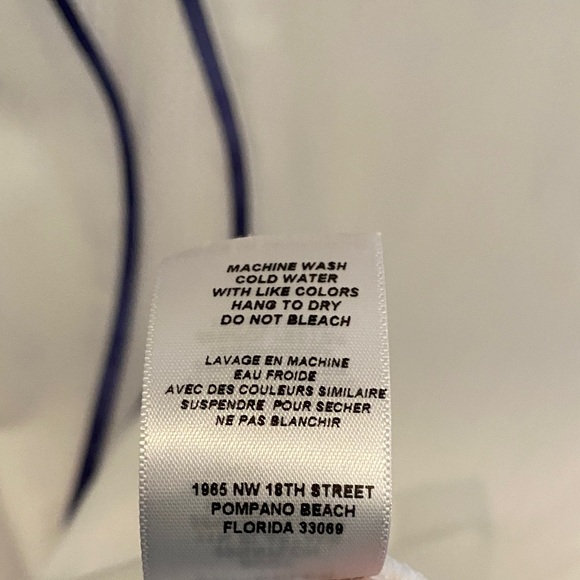 MACHINE WASH
COLD WATER
WITH LIKE COLORS
HANG TO DRY
DO NOT BLEACH
LAVAGE EN MACHINE
EAU FROIDE
AVEC DES COULEURS SIMILAIRE
SUSPENDRE POUR SECHER
NE PAS BLANCHIR
1965 NW 18TH STREET
POMPANO BEACH
FLORIDA 33069